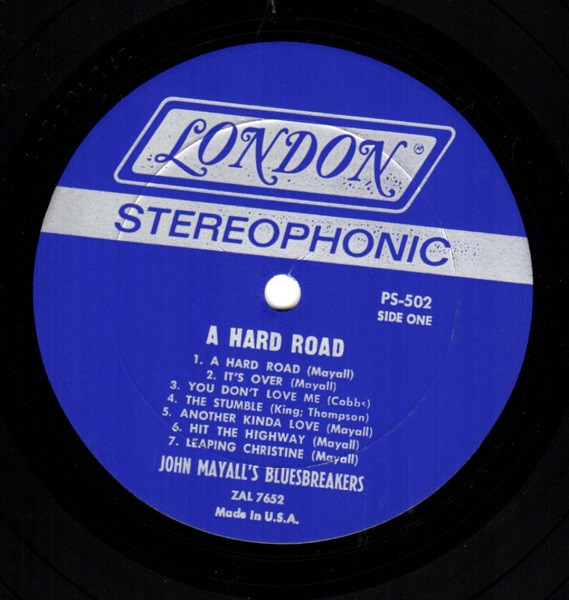 LONDON ®
STEREOPHONIC
PS-502
SIDE ONE
A HARD ROAD
1. A HARD ROAD (Mayall)
2. IT'S OVER (Mayall)
3. YOU DON'T LOVE ME (Cobbs)
4. THE STUMBLE (King; Thompson)
5. ANOTHER KINDA LOVE (Mayall)
6. HIT THE HIGHWAY (Mayall)
7. LEAPING CHRISTINE (Mayall)
JOHN MAYALL'S BLUESBREAKERS
ZAL 7652
Made In U.S.A.